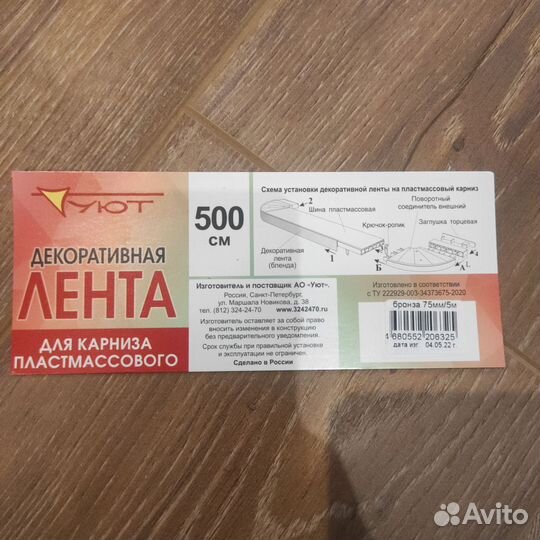 УЮТ
ДЕКОРАТИВНАЯ
ЛЕНТА
ДЛЯ КАРНИЗА
ПЛАСТМАССОВОГО
500
СМ
Схема установки декоративной ленты на пластмассовый карниз
2
Шина пластмассовая
Поворотный
соединитель внешний
Крючок-ролик
Заглушка торцевая
Декоративная
лента
(бленда)
1
Б
А
Изготовитель и поставщик АО «Уют».
Россия, Санкт-Петербург,
ул. Маршала Новикова, д. 38
тел. (812) 324-24-70 www.3242470.ru
Изготовитель оставляет за собой право
вносить изменения в конструкцию
без предварительного уведомления.
Срок службы при правильной установке
и эксплуатации не ограничен.
Сделано в России
Изготовлено в соответствии
с ТУ 222929-003-34373675-2020
бронза 75мм/5м
4 680552 206325
дата изг 04.05.22 г.
Avito